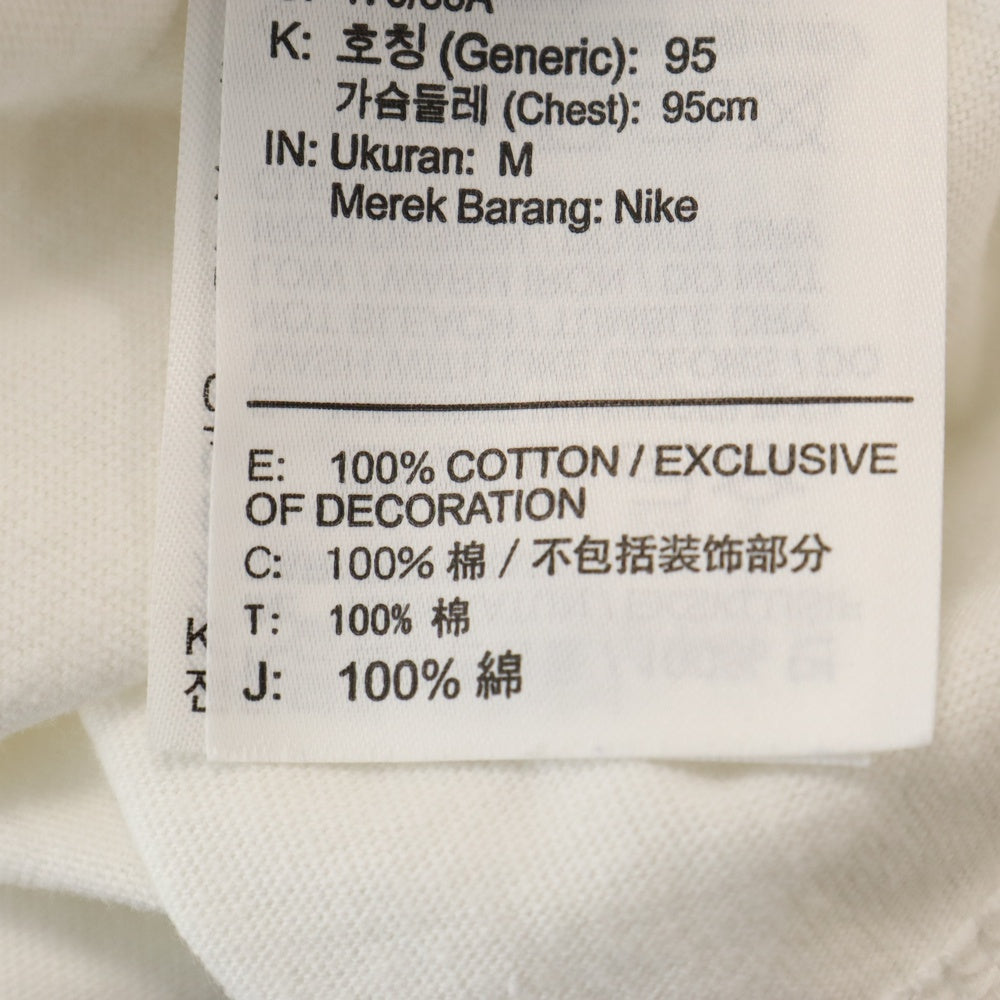 K: 호칭 (Generic): 95
가슴둘레 (Chest): 95cm
IN: Ukuran: M
Merek Barang: Nike
E: 100% COTTON / EXCLUSIVE
OF DECORATION
C: 100% 棉 / 不包括装饰部分
T: 100% 棉
J: 100% 綿
K
전